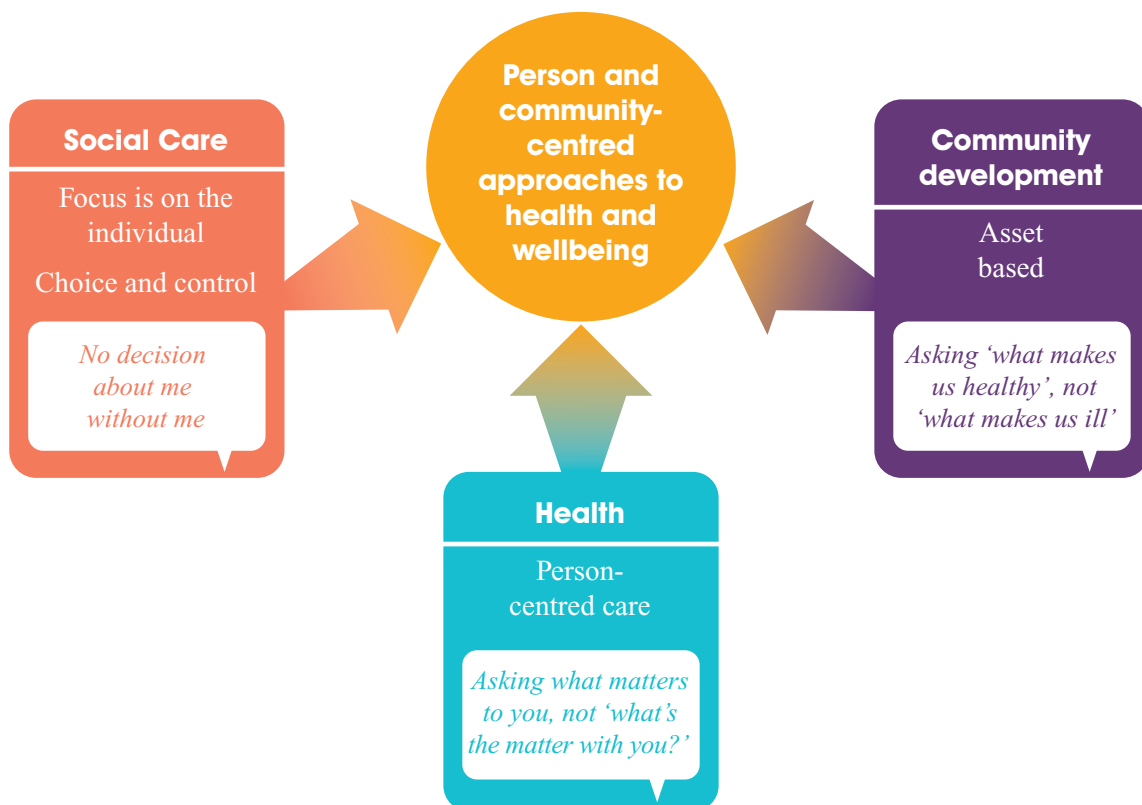 Person and
community-
centred
approaches to
health and
wellbeing
Social Care
Focus is on the
individual
Choice and control
No decision
about me
without me
Community
development
Asset
based
Asking ‘what makes
us healthy’, not
‘what makes us ill’
Health
Person-
centred care
Asking what matters
to you, not ‘what’s
the matter with you?’